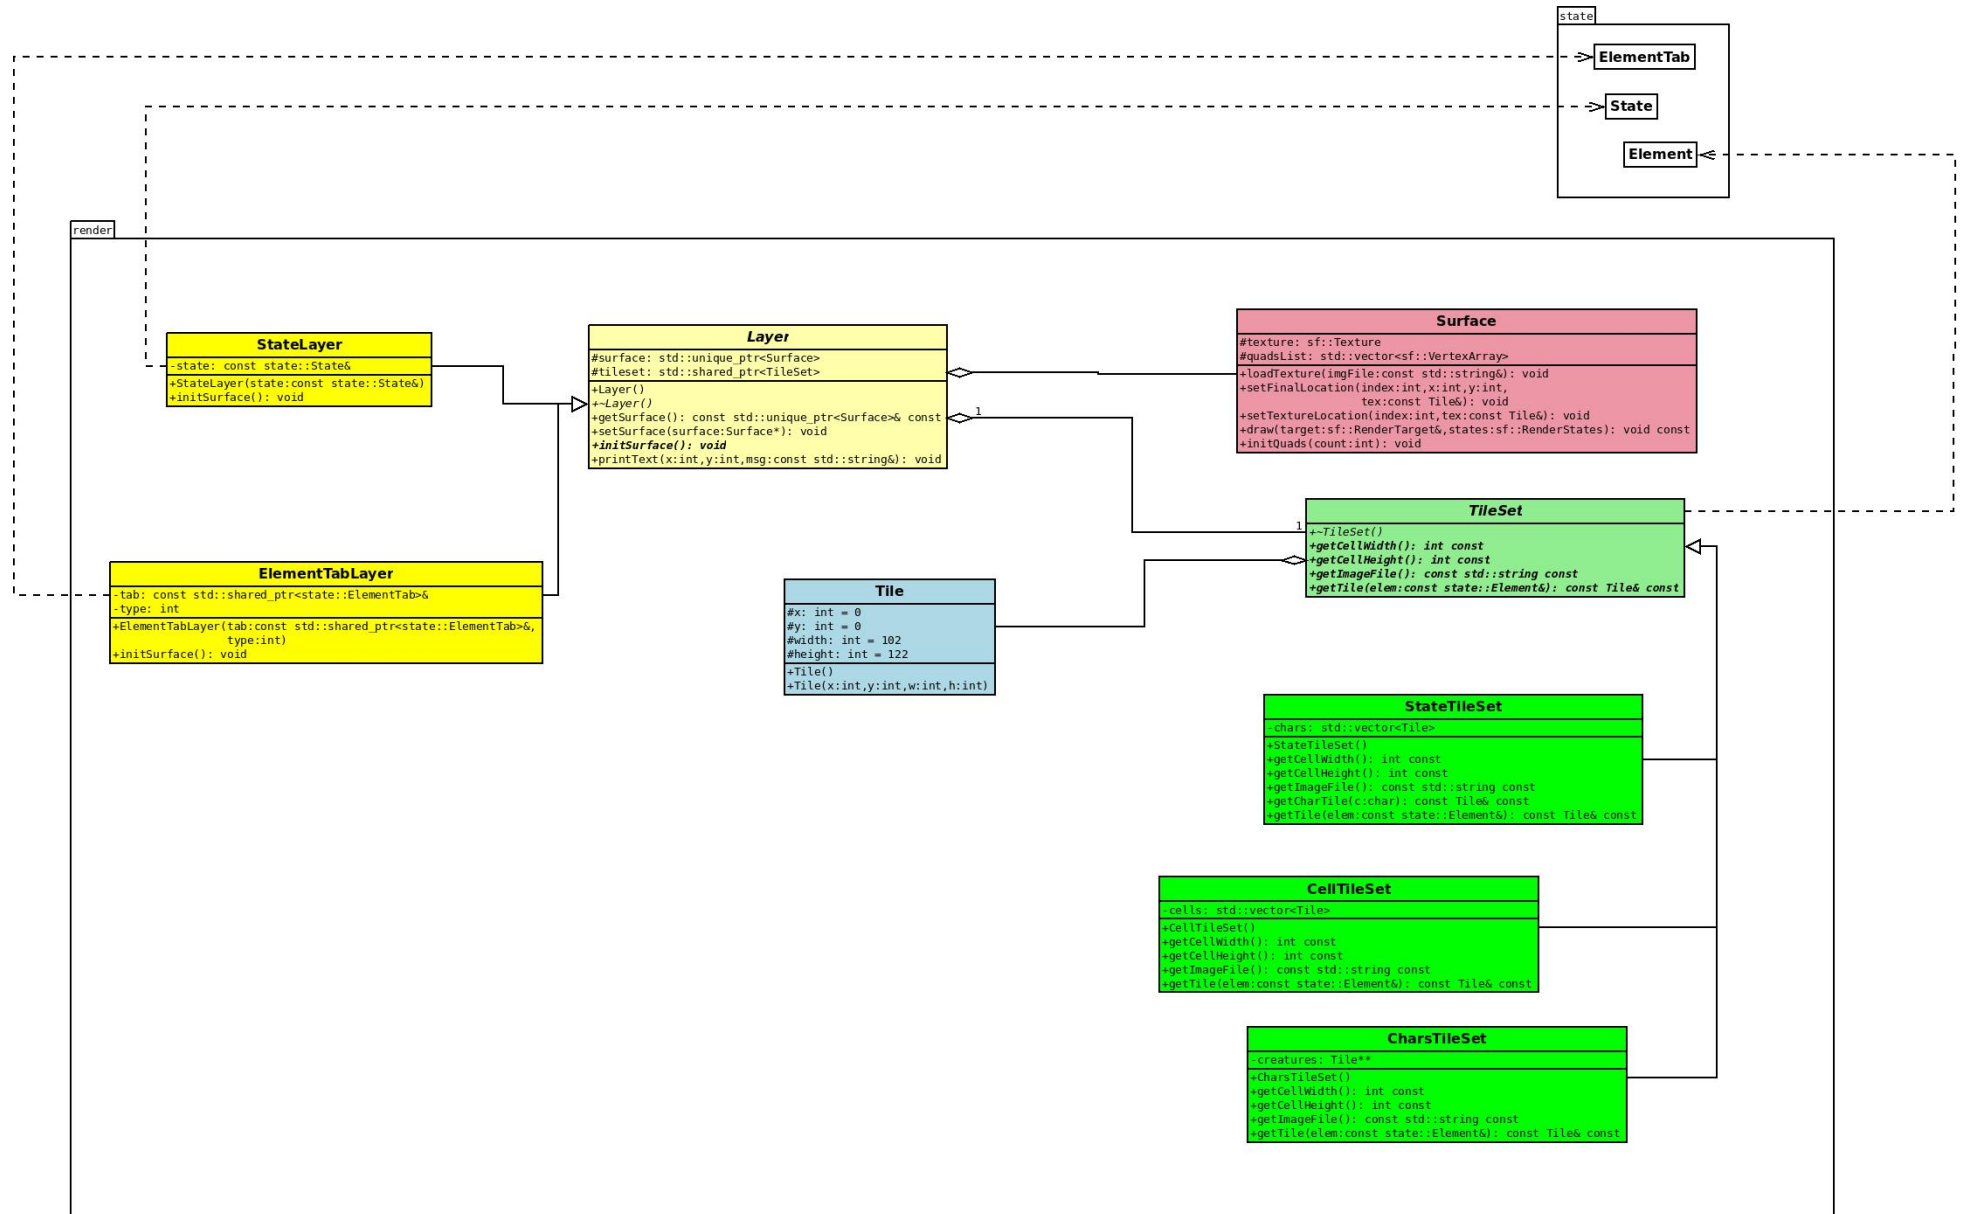 state
ElementTab
State
Element
render
StateLayer
-state: const state::State&
+StateLayer(state:const state::State&)
+initSurface(): void
Layer
#surface: std::unique_ptr<Surface>
#tileset: std::shared_ptr<TileSet>
+Layer()
+~Layer()
+getSurface(): const std::unique_ptr<Surface>& const
+setSurface(surface:Surface*): void
+initSurface(): void
+printText(x:int,y:int,msg:const std::string&): void
1
Surface
#texture: sf::Texture
#quadsList: std::vector<sf::VertexArray>
+loadTexture(imgFile:const std::string&): void
+setFinalLocation(index:int,x:int,y:int,
tex:const Tile&): void
+setTextureLocation(index:int,tex:const Tile&): void
+draw(target:sf::RenderTarget&,states:sf::RenderStates): void const
+initQuads(count:int): void
1
TileSet
+~TileSet()
+getCellWidth(): int const
+getCellHeight(): int const
+getImageFile(): const std::string const
+getTile(elem:const state::Element&): const Tile& const
ElementTabLayer
-tab: const std::shared_ptr<state::ElementTab>&
-type: int
+ElementTabLayer(tab:const std::shared_ptr<state::ElementTab>&,
type:int)
+initSurface(): void
Tile
#x: int = 0
#y: int = 0
#width: int = 102
#height: int = 122
+Tile()
+Tile(x:int,y:int,w:int,h:int)
StateTileSet
-chars: std::vector<Tile>
+StateTileSet()
+getCellWidth(): int const
+getCellHeight(): int const
+getImageFile(): const std::string const
+getCharTile(c:char): const Tile& const
+getTile(elem:const state::Element&): const Tile& const
CellTileSet
-cells: std::vector<Tile>
+CellTileSet()
+getCellWidth(): int const
+getCellHeight(): int const
+getImageFile(): const std::string const
+getTile(elem:const state::Element&): const Tile& const
CharsTileSet
-creatures: Tile**
+CharsTileSet()
+getCellWidth(): int const
+getCellHeight(): int const
+getImageFile(): const std::string const
+getTile(elem:const state::Element&): const Tile& const